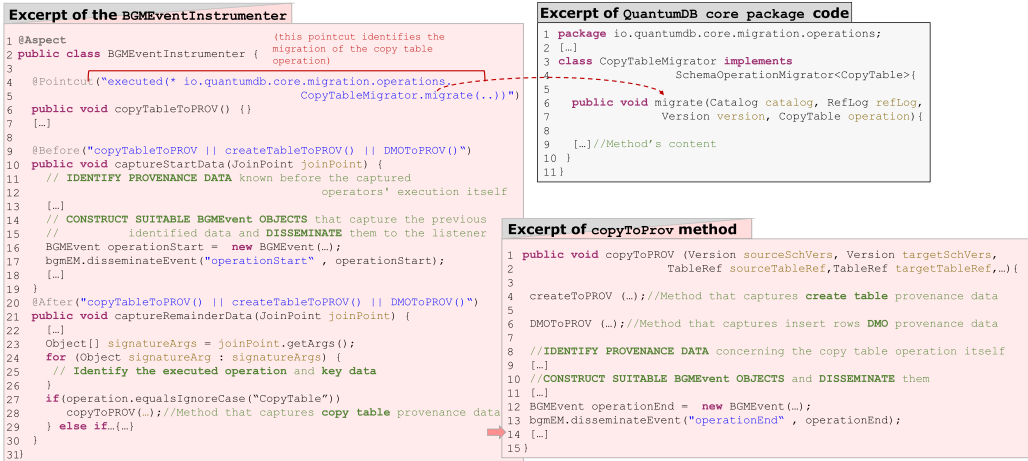 Excerpt of the BGMEventInstrumenter
1 @Aspect
2 public class BGMEventInstrumenter {
3
(this pointcut identifies the
migration of the copy table
operation)
4 @Pointcut("executed(* io.quantumdb.core.migration.operations.
5 CopyTableMigrator.migrate(..))")
6 public void copyTableToPROV() {}
7 […]
8
9 @Before("copyTableToPROV || createTableToPROV() || DMOToPROV()“)
10 public void captureStartData(JoinPoint joinPoint) {
11 // IDENTIFY PROVENANCE DATA known before the captured
12 operators' execution itself
13 […]
14 // CONSTRUCT SUITABLE BGMEvent OBJECTS that capture the previous
15 // identified data and DISSEMINATE them to the listener
16 BGMEvent operationStart = new BGMEvent(…);
17 bgmEM.disseminateEvent("operationStart“ , operationStart);
18 […]
19 }
20 @After("copyTableToPROV() || createTableToPROV() || DMOToPROV()“)
21 public void captureRemainderData(JoinPoint joinPoint) {
22 […]
23 Object[] signatureArgs = joinPoint.getArgs();
24 for (Object signatureArg : signatureArgs) {
25 // Identify the executed operation and key data
26 }
27 if(operation.equalsIgnoreCase(“CopyTable”))
28 copyToPROV(…);//Method that captures copy table provenance data
29 } else if…{…}
30 }
31}
Excerpt of QuantumDB core package code
1 package io.quantumdb.core.migration.operations;
2 […]
3 class CopyTableMigrator implements
4 SchemaOperationMigrator<CopyTable>{
5
6 public void migrate(Catalog catalog, RefLog refLog,
7 Version version, CopyTable operation){
8
9 […]//Method’s content
10 }
11}
Excerpt of copyToProv method
1 public void copyToPROV (Version sourceSchVers, Version targetSchVers,
2 TableRef sourceTableRef,TableRef targetTableRef,…){
3
4 createToPROV (…);//Method that captures create table provenance data
5
6 DMOToPROV (…);//Method that captures insert rows DMO provenance data
7
8 //IDENTIFY PROVENANCE DATA concerning the copy table operation itself
9 […]
10 //CONSTRUCT SUITABLE BGMEvent OBJECTS and DISSEMINATE them
11 […]
12 BGMEvent operationEnd = new BGMEvent(…);
13 bgmEM.disseminateEvent("operationEnd“ , operationEnd);
14 […]
15}